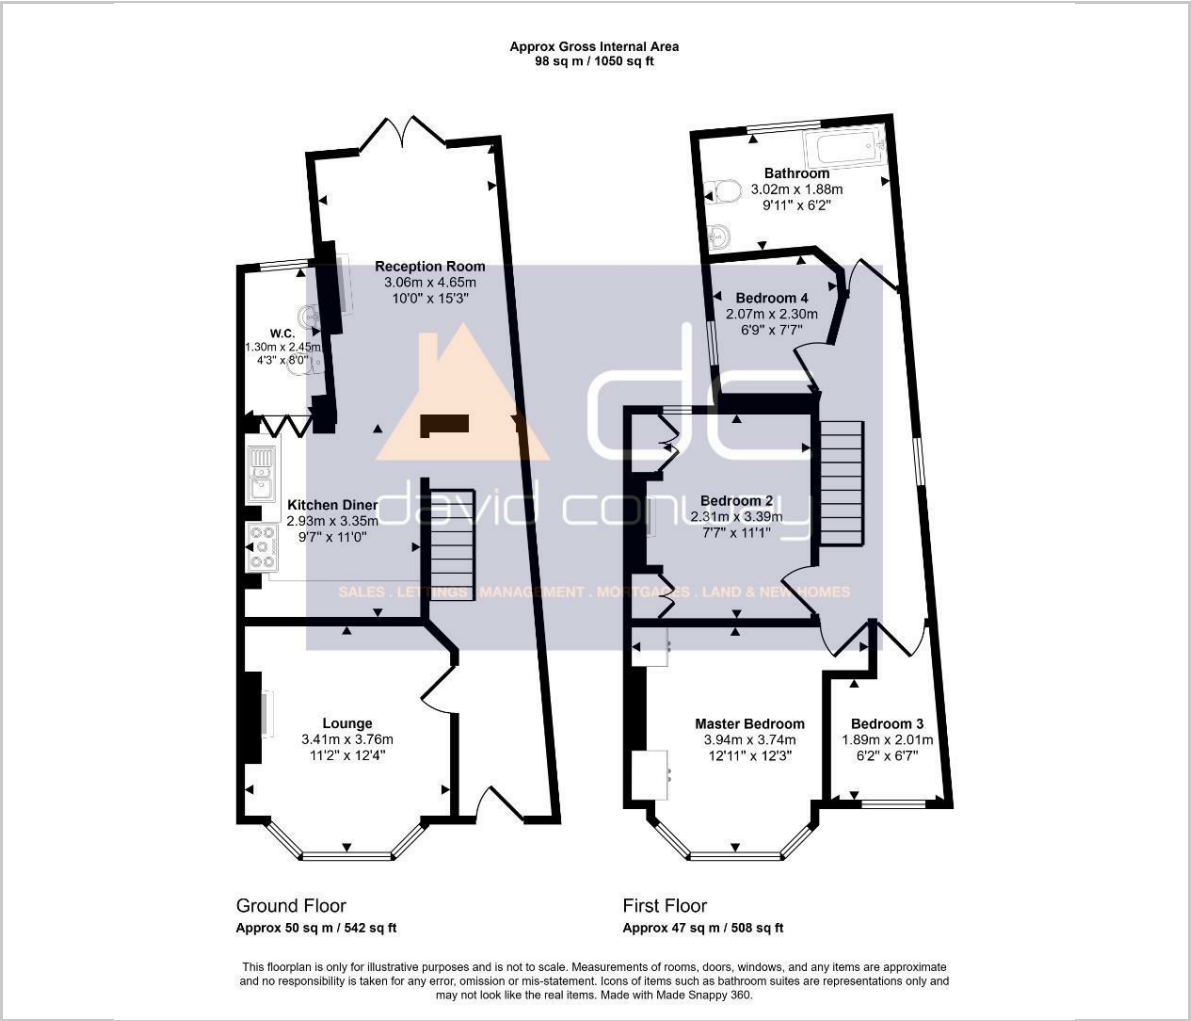 Approx Gross Internal Area
98 sq m / 1050 sq ft
Reception Room
3.06m x 4.65m
10'0" x 15'3"
W.C.
1.30m x 2.45m
4'3" x 8'0"
Kitchen Diner
2.93m x 3.35m
9'7" x 11'0"
Lounge
3.41m x 3.76m
11'2" x 12'4"
Bathroom
3.02m x 1.88m
9'11" x 6'2"
Bedroom 4
2.07m x 2.30m
6'9" x 7'7"
Bedroom 2
2.31m x 3.39m
7'7" x 11'1"
Master Bedroom
3.94m x 3.74m
12'11" x 12'3"
Bedroom 3
1.89m x 2.01m
6'2" x 6'7"
dc
david conway
SALES . LETTINGS . MANAGEMENT . MORTGAGES . LAND & NEW HOMES
Ground Floor
Approx 50 sq m / 542 sq ft
First Floor
Approx 47 sq m / 508 sq ft
This floorplan is only for illustrative purposes and is not to scale. Measurements of rooms, doors, windows, and any items are approximate
and no responsibility is taken for any error, omission or mis-statement. Icons of items such as bathroom suites are representations only and
may not look like the real items. Made with Made Snappy 360.